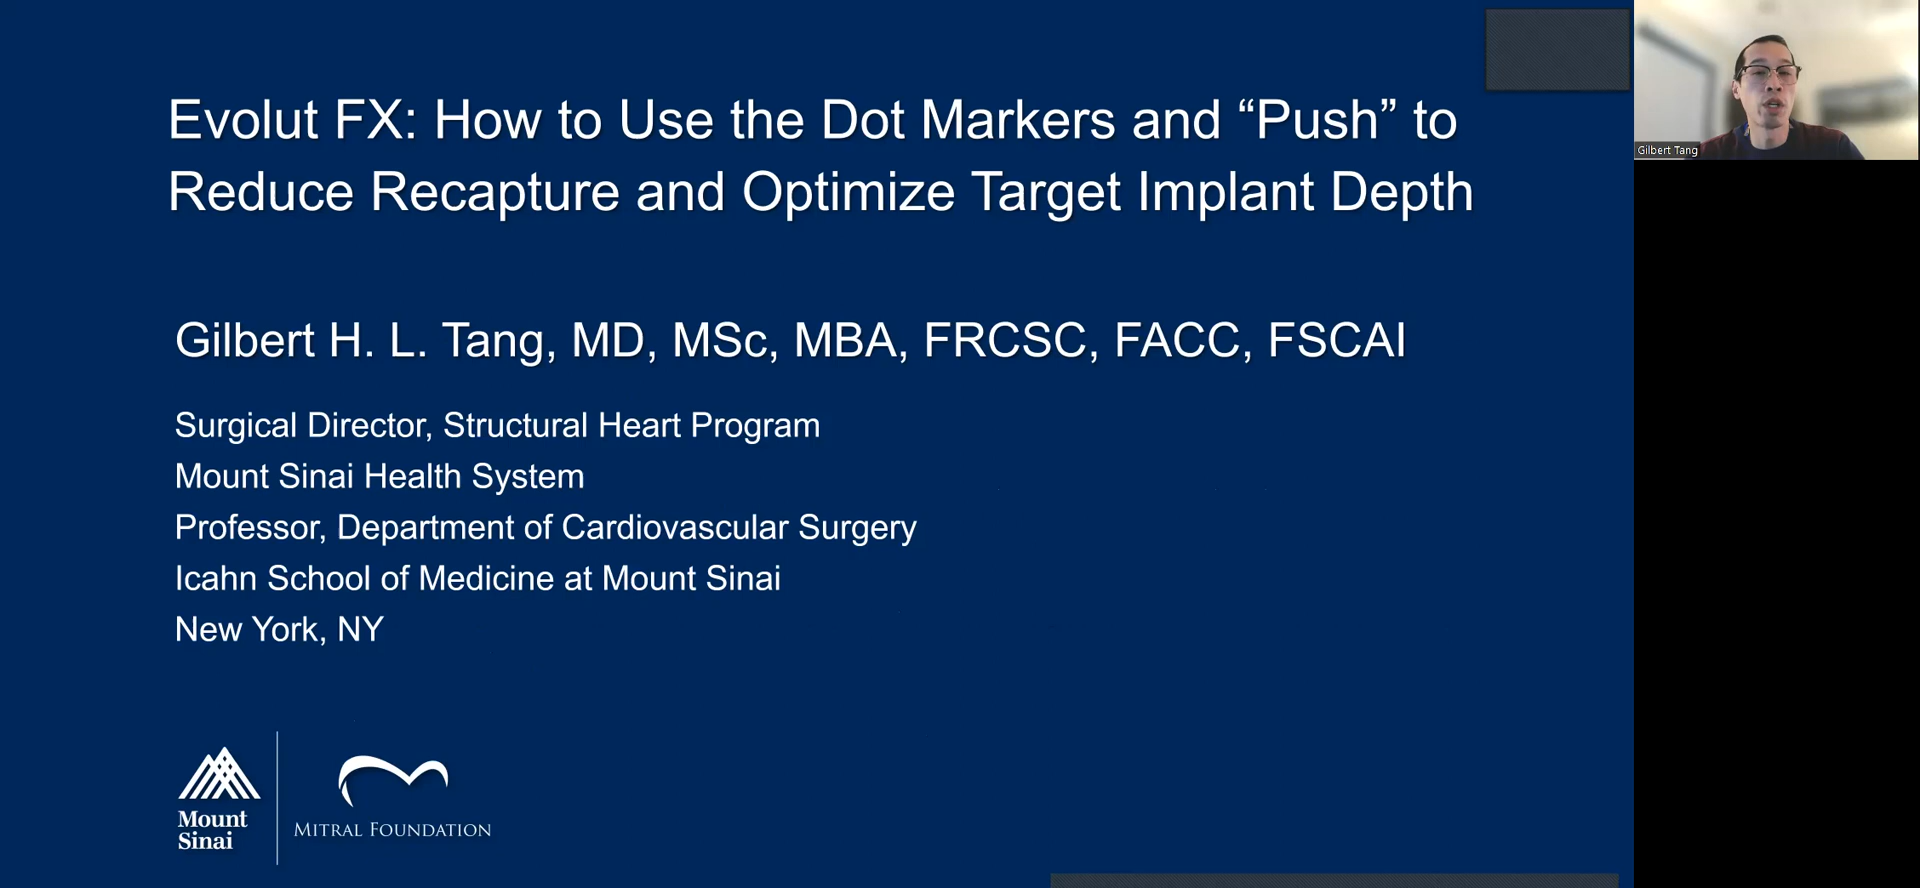 Evolut FX: How to Use the Dot Markers and “Push” to
Reduce Recapture and Optimize Target Implant Depth
Gilbert H. L. Tang, MD, MSc, MBA, FRCSC, FACC, FSCAI
Surgical Director, Structural Heart Program
Mount Sinai Health System
Professor, Department of Cardiovascular Surgery
Icahn School of Medicine at Mount Sinai
New York, NY
Mount
Sinai
MITRAL FOUNDATION
Gilbert Tang